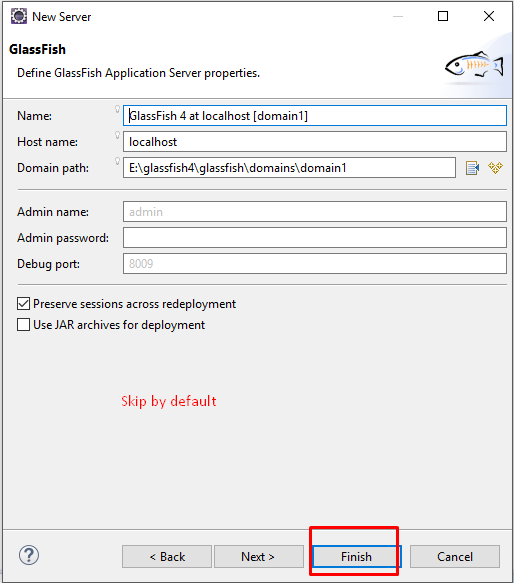 New Server
GlassFish
Define GlassFish Application Server properties.
Name: GlassFish 4 at localhost [domain1]
Host name: localhost
Domain path: E:\glassfish4\glassfish\domains\domain1
Admin name: admin
Admin password:
Debug port: 8009
Preserve sessions across redeployment
Use JAR archives for deployment
Skip by default
? < Back Next > Finish Cancel